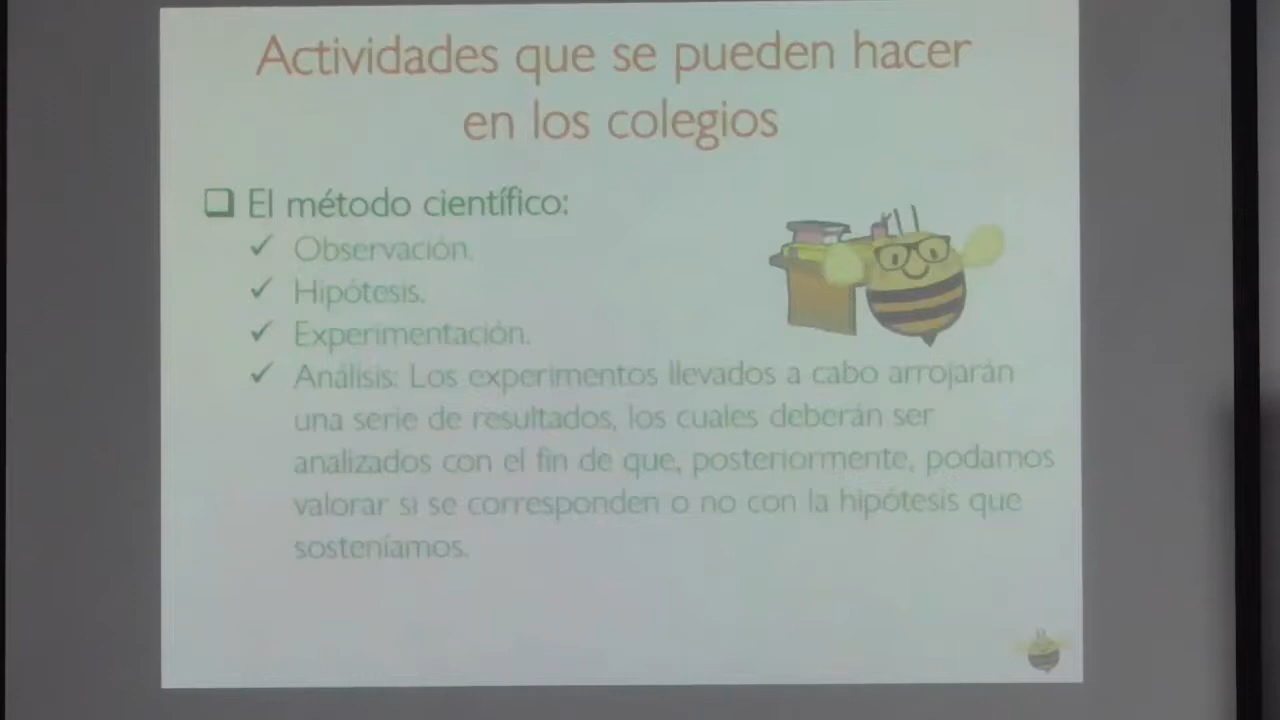 Actividades que se pueden hacer
en los colegios
El método científico:
Observación.
Hipótesis.
Experimentación.
Análisis: Los experimentos llevados a cabo arrojarán
una serie de resultados, los cuales deberán ser
analizados con el fin de que, posteriormente, podamos
valorar si se corresponden o no con la hipótesis que
sosteníamos.